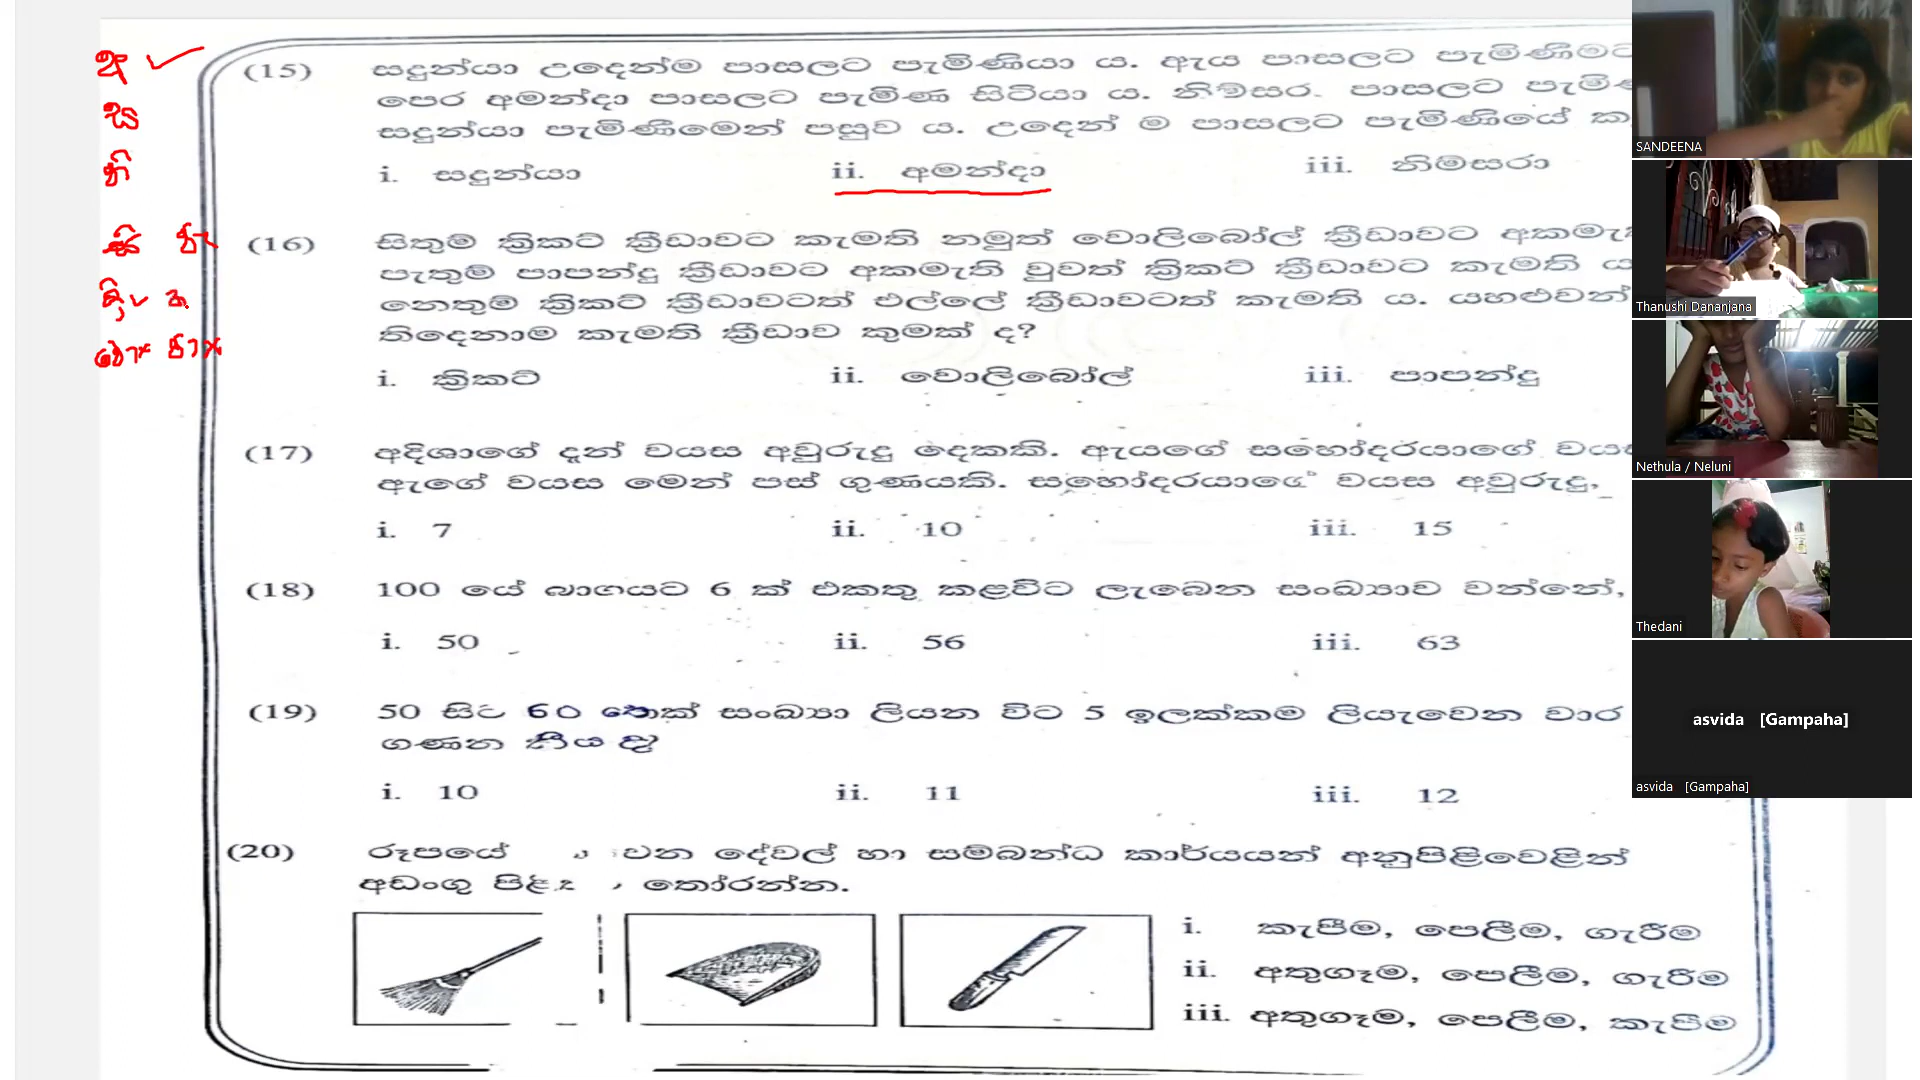 (15) සඳුන්යා උදෙන්ම පාසලට පැමිණියා ය. ඇය පාසලට පැමිණීමට
පෙර අමන්දා පාසලට පැමිණ සිටියා ය. නිම්සරා පාසලට
සඳුන්යා පැමිණීමෙන් පසුව ය. උදෙන් ම පාසලට පැමිණියේ
i. සඳුන්යා ii. අමන්දා iii. නිම්සරා
(16) සිතුම් ක්‍රිකට් ක්‍රීඩාවට කැමති නමුත් වොලිබෝල් ක්‍රීඩාවට
පැතුම් පාපන්දු ක්‍රීඩාවට අකමැති වුවත් ක්‍රිකට් ක්‍රීඩාවට කැමති ය
නෙතුම් ක්‍රිකට් ක්‍රීඩාවටත් එල්ලේ ක්‍රීඩාවටත් කැමති ය. යහළුවන්
තිදෙනාම කැමති ක්‍රීඩාව කුමක් ද?
i. ක්‍රිකට් ii. වොලිබෝල් iii. පාපන්දු
(17) අදිශාගේ දැන් වයස අවුරුදු දෙකකි. ඇයගේ සහෝදරයාගේ
ඇගේ වයස මෙන් පස් ගුණයකි. සහෝදරයාගේ වයස අවුරුදු,
i. 7 ii. 10 iii. 15
(18) 100 යේ බාගයට 6 ක් එකතු කළවිට ලැබෙන සංඛ්‍යාව වන්නේ,
i. 50 ii. 56 iii. 63
(19) 50 සිට 60 තෙක් සංඛ්‍යා ලියන විට 5 ඉලක්කම ලියැවෙන වාර
ගණන කීය ද?
i. 10 ii. 11 iii. 12
(20) රූපයේ වන දේවල් හා සම්බන්ධ කාර්යයන් අනුපිළිවෙළින්
අඩංගු තෝරන්න.
i. කැපීම, පෙලීම, ගැරීම
ii. අතුගෑම, පෙලීම, ගැරීම
iii. අතුගෑම, පෙලීම, කැපීම
SANDEENA
Thanushi Dananjana
Nethula / Neluni
Thedani
asvida [Gampaha]
asvida [Gampaha]